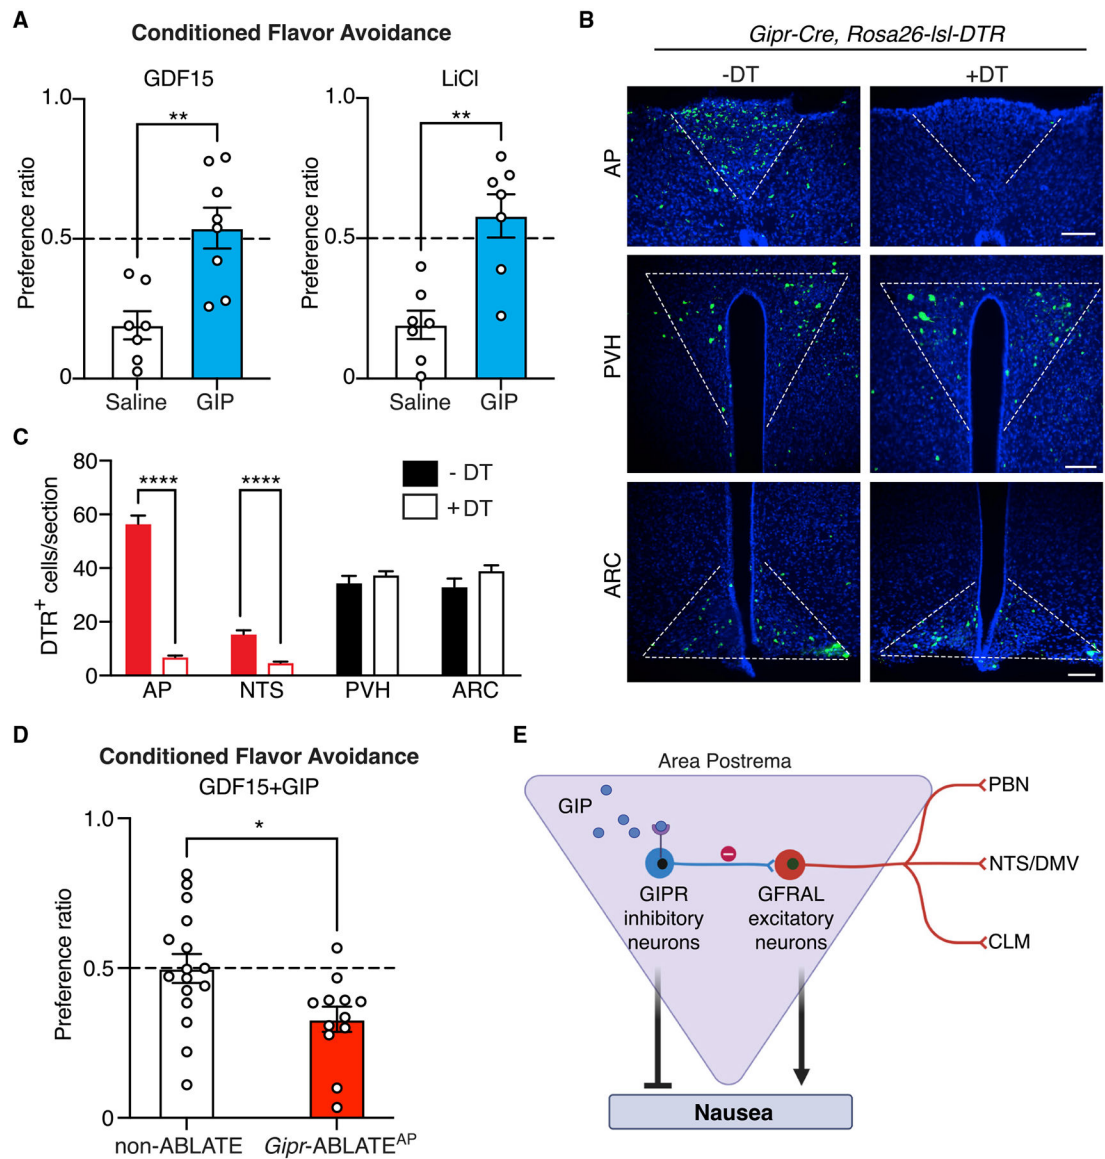 A
Conditioned Flavor Avoidance
GDF15
LiCl
1.0
0.5
0
Preference ratio
**
Saline
GIP
1.0
0.5
0
Preference ratio
**
Saline
GIP
B
Gipr-Cre, Rosa26-lsl-DTR
-DT
+DT
AP
PVH
ARC
C
80
60
40
20
0
DTR+ cells/section
****
****
- DT
+ DT
AP
NTS
PVH
ARC
D
Conditioned Flavor Avoidance
GDF15+GIP
1.0
0.5
0
Preference ratio
*
non-ABLATE
Gipr-ABLATEAP
E
Area Postrema
GIP
GIPR
inhibitory
neurons
GFRAL
excitatory
neurons
PBN
NTS/DMV
CLM
Nausea